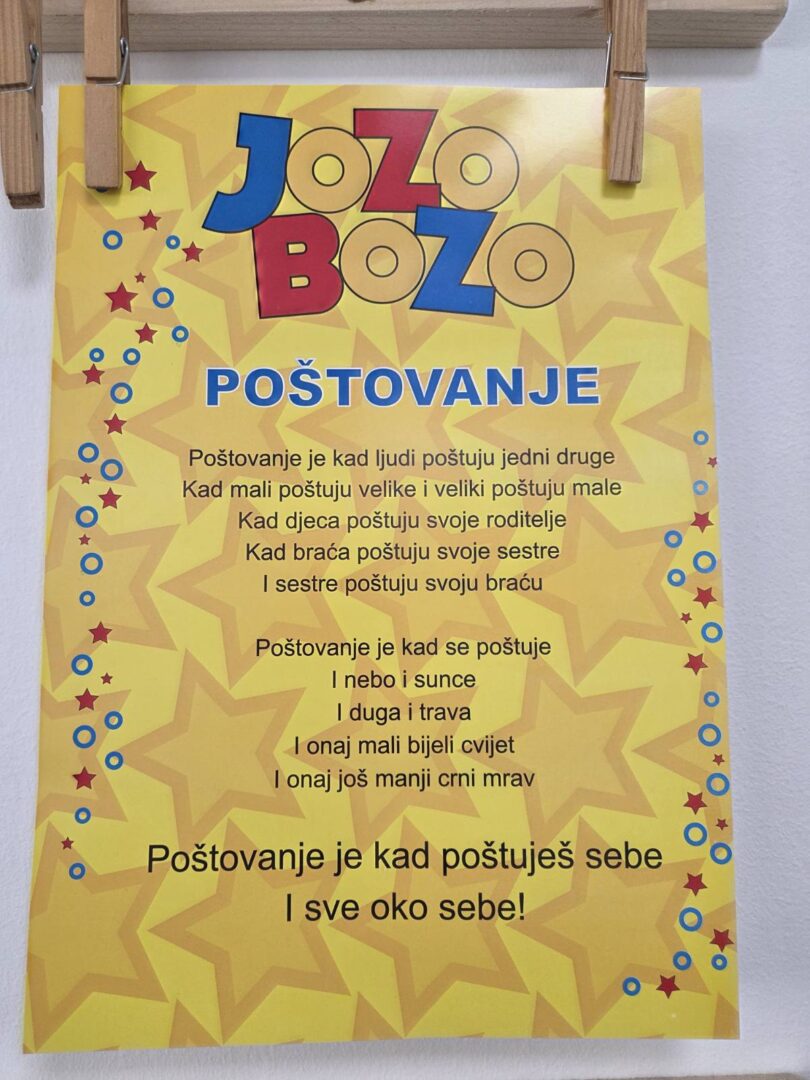 JOZO
BOZO
POŠTOVANJE
Poštovanje je kad ljudi poštuju jedni druge
Kad mali poštuju velike i veliki poštuju male
Kad djeca poštuju svoje roditelje
Kad braća poštuju svoje sestre
I sestre poštuju svoju braću
Poštovanje je kad se poštuje
I nebo i sunce
I duga i trava
I onaj mali bijeli cvijet
I onaj još manji crni mrav
Poštovanje je kad poštuješ sebe
I sve oko sebe!